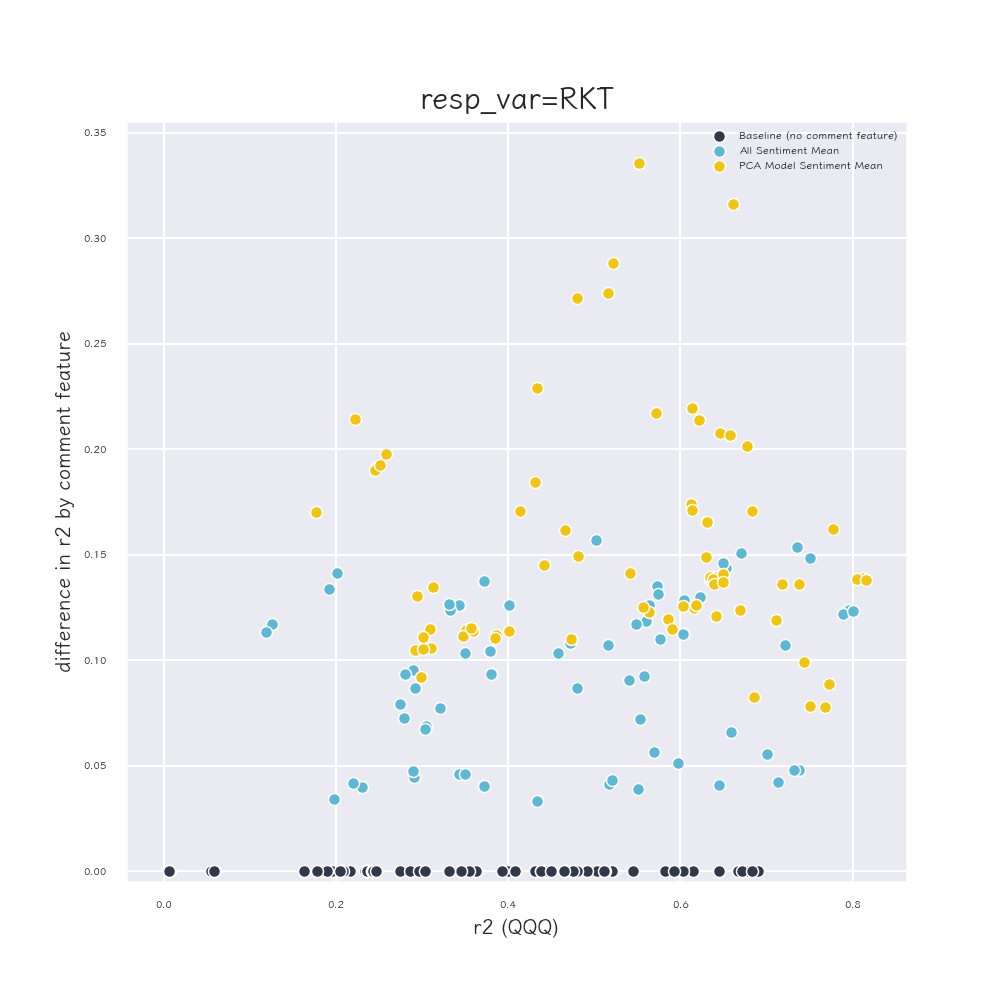 resp_var=RKT
Baseline (no comment feature)
All Sentiment Mean
PCA Model Sentiment Mean
difference in r2 by comment feature
0.35
0.30
0.25
0.20
0.15
0.10
0.05
0.00
0.0 0.2 0.4 0.6 0.8
r2 (QQQ)